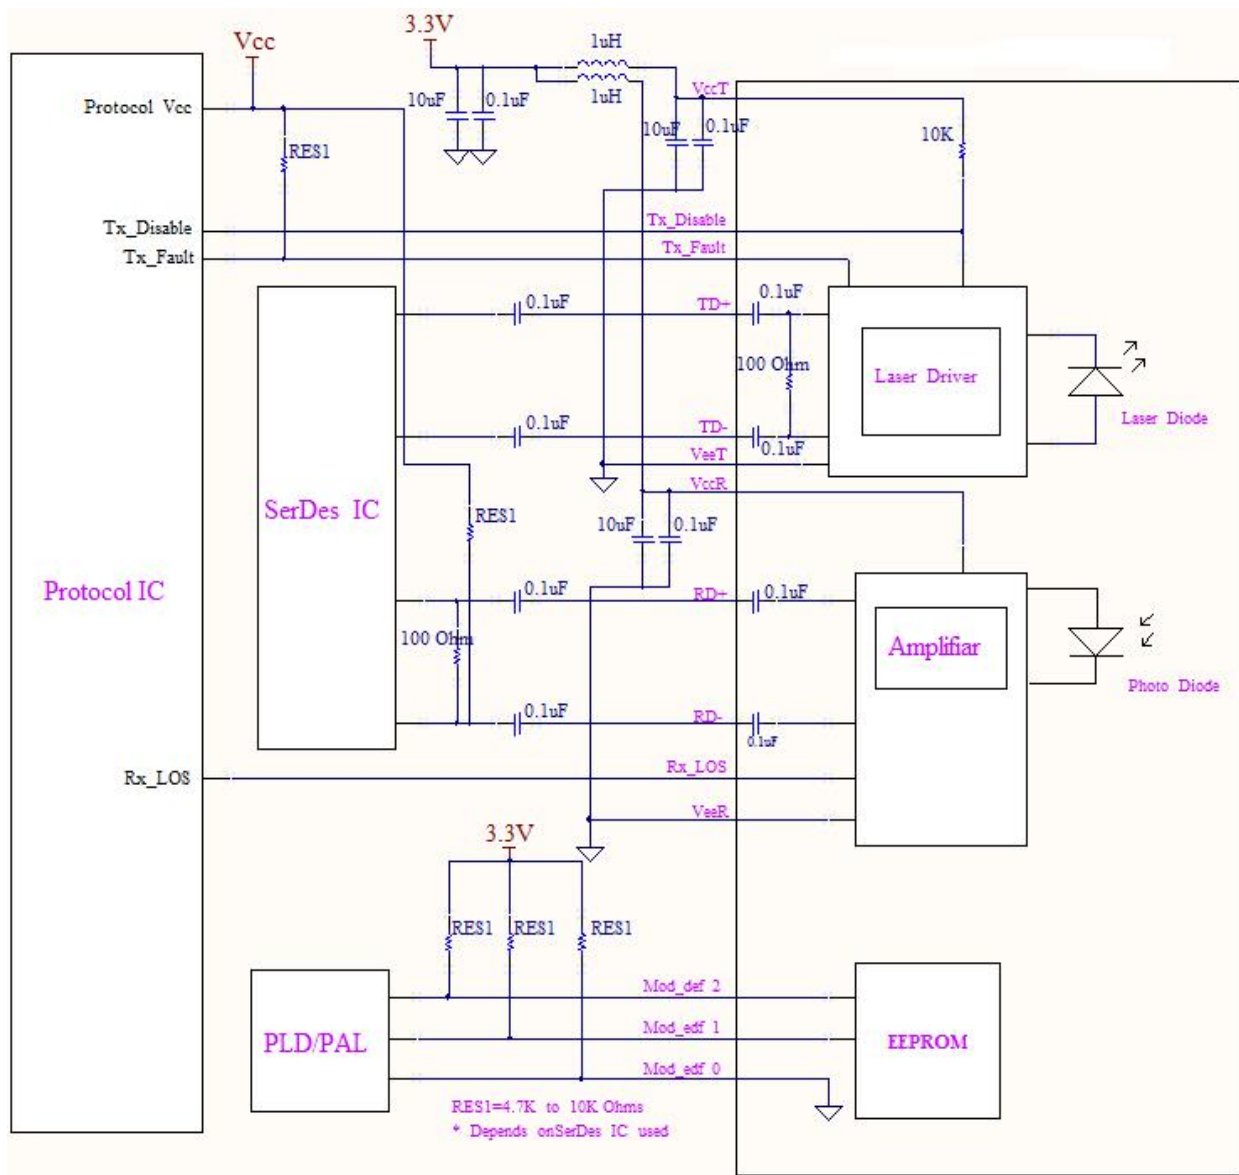 3.3V
Vcc
1uH
1uH
10uF
0.1uF
VccT
Protocol Vcc
RES1
10uF
0.1uF
10K
Tx_Disable
Tx_Disable
Tx_Fault
Tx_Fault
0.1uF
TD+
0.1uF
100 Ohm
Laser Driver
Laser Diode
0.1uF
TD-
0.1uF
VeeT
VccR
SerDes IC
RES1
10uF
0.1uF
Protocol IC
0.1uF
RD+
0.1uF
100 Ohm
Amplifiar
Photo Diode
0.1uF
RD-
0.1uF
Rx_LOS
Rx_LOS
VeeR
3.3V
RES1
RES1
RES1
Mod_def 2
PLD/PAL
Mod_edf 1
EEPROM
Mod_edf 0
RES1=4.7K to 10K Ohms
* Depends onSerDes IC used